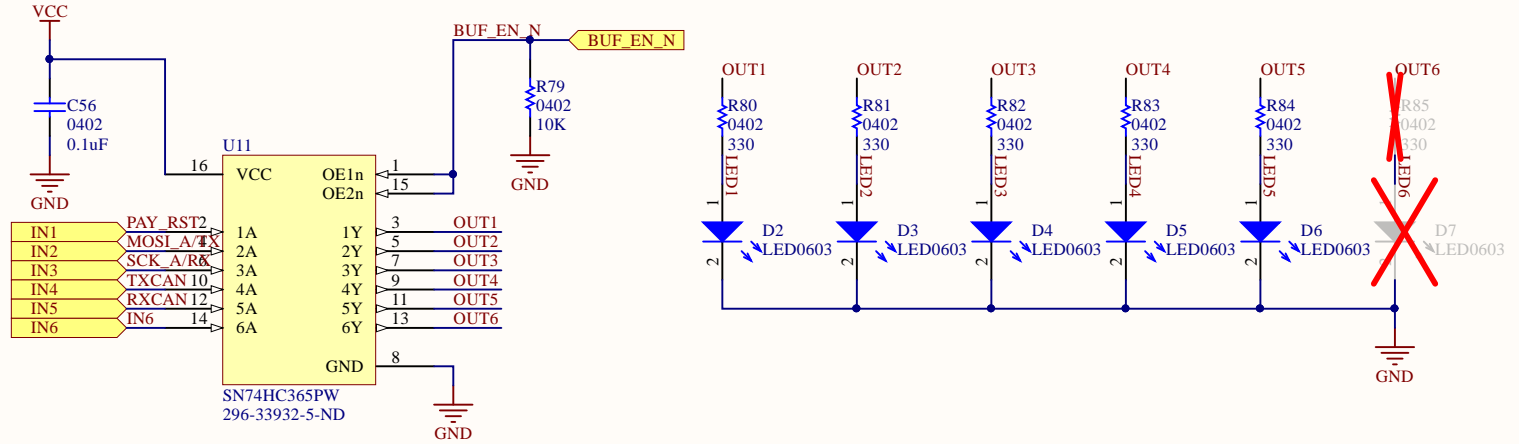 VCC
C56
0402
0.1uF
GND
BUF_EN_N
BUF_EN_N
R79
0402
10K
GND
U11
16 VCC OE1n 1
OE2n 15
IN1 PAY_RST 2 1A 1Y 3 OUT1
IN2 MOSI_A/TX 4 2A 2Y 5 OUT2
IN3 SCK_A/RX 6 3A 3Y 7 OUT3
IN4 TXCAN 10 4A 4Y 9 OUT4
IN5 RXCAN 12 5A 5Y 11 OUT5
IN6 IN6 14 6A 6Y 13 OUT6
GND 8
SN74HC365PW
296-33932-5-ND
GND
OUT1 OUT2 OUT3 OUT4 OUT5 OUT6
R80 R81 R82 R83 R84 R85
0402 0402 0402 0402 0402 0402
330 330 330 330 330 330
LED1 LED2 LED3 LED4 LED5 LED6
1 1 1 1 1
D2 D3 D4 D5 D6 D7
LED0603 LED0603 LED0603 LED0603 LED0603 LED0603
2 2 2 2 2 2
GND